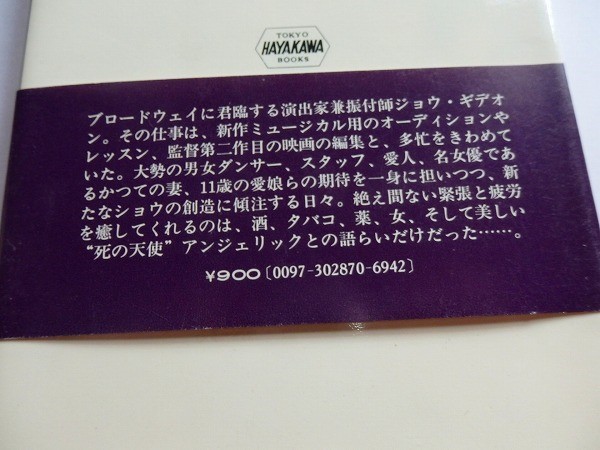 TOKYO
HAYAKAWA
BOOKS
ブロードウェイに君臨する演出家兼振付師ジョウ・ギデオ
ン。その仕事は、新作ミュージカル用のオーディションや
レッスン、監督第二作目の映画の編集と、多忙をきわめて
いた。大勢の男女ダンサー、スタッフ、愛人、名女優であ
るかつての妻、11歳の愛娘らの期待を一身に担いつつ、新
たなショウの創造に傾注する日々。絶え間ない緊張と疲労
を癒してくれるのは、酒、タバコ、薬、女、そして美しい
“死の天使”アンジェリックとの語らいだけだった……。
¥900〔0097-302870-6942〕